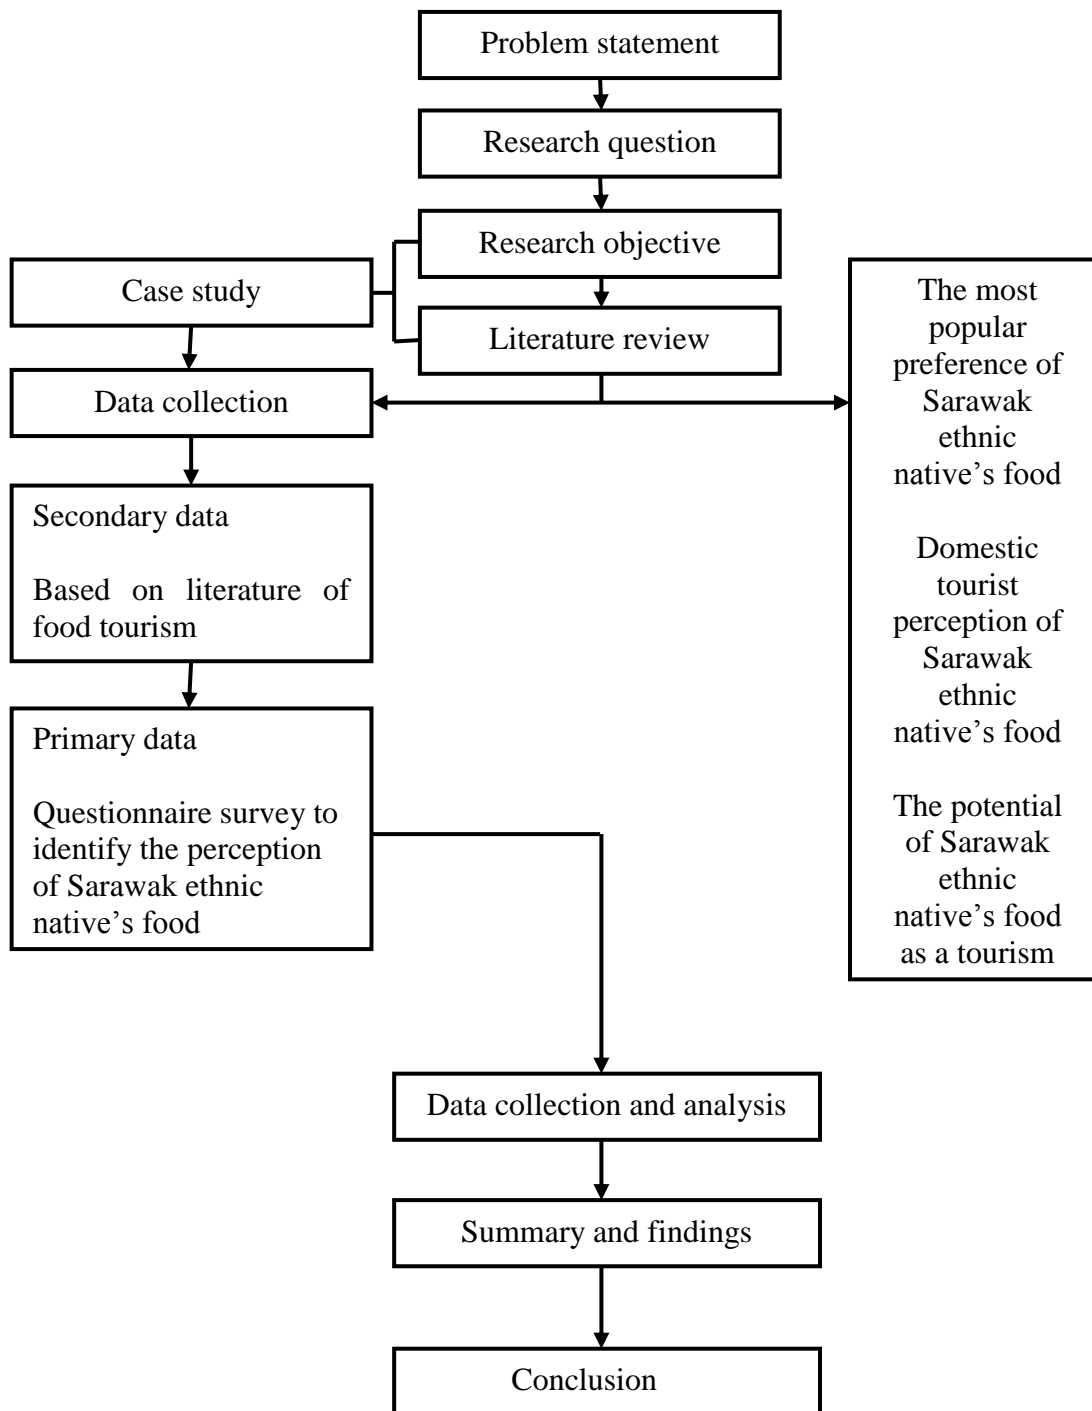 Problem statement
Research question
Research objective
Case study
Literature review
Data collection
Secondary data
Based on literature of
food tourism
Primary data
Questionnaire survey to
identify the perception
of Sarawak ethnic
native’s food
The most
popular
preference of
Sarawak
ethnic
native’s food
Domestic
tourist
perception of
Sarawak
ethnic
native’s food
The potential
of Sarawak
ethnic
native’s food
as a tourism
Data collection and analysis
Summary and findings
Conclusion